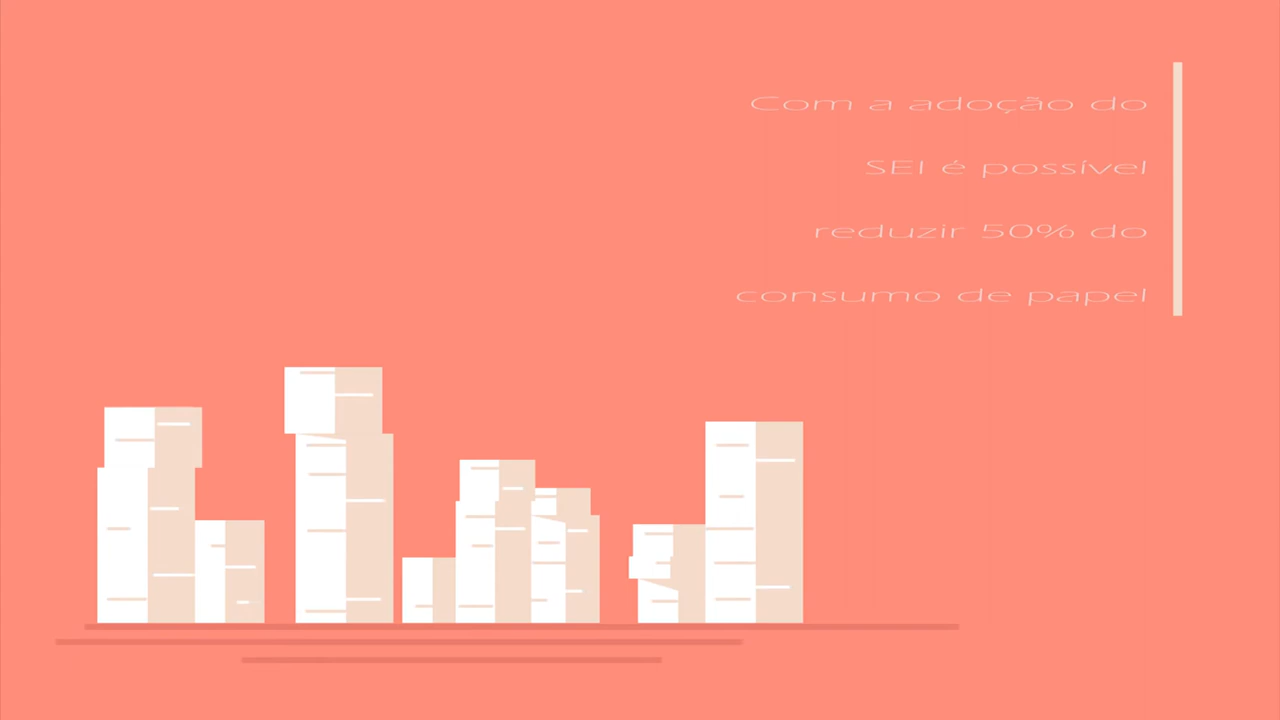 Com a adoção do
SEI é possível
reduzir 50% do
consumo de papel